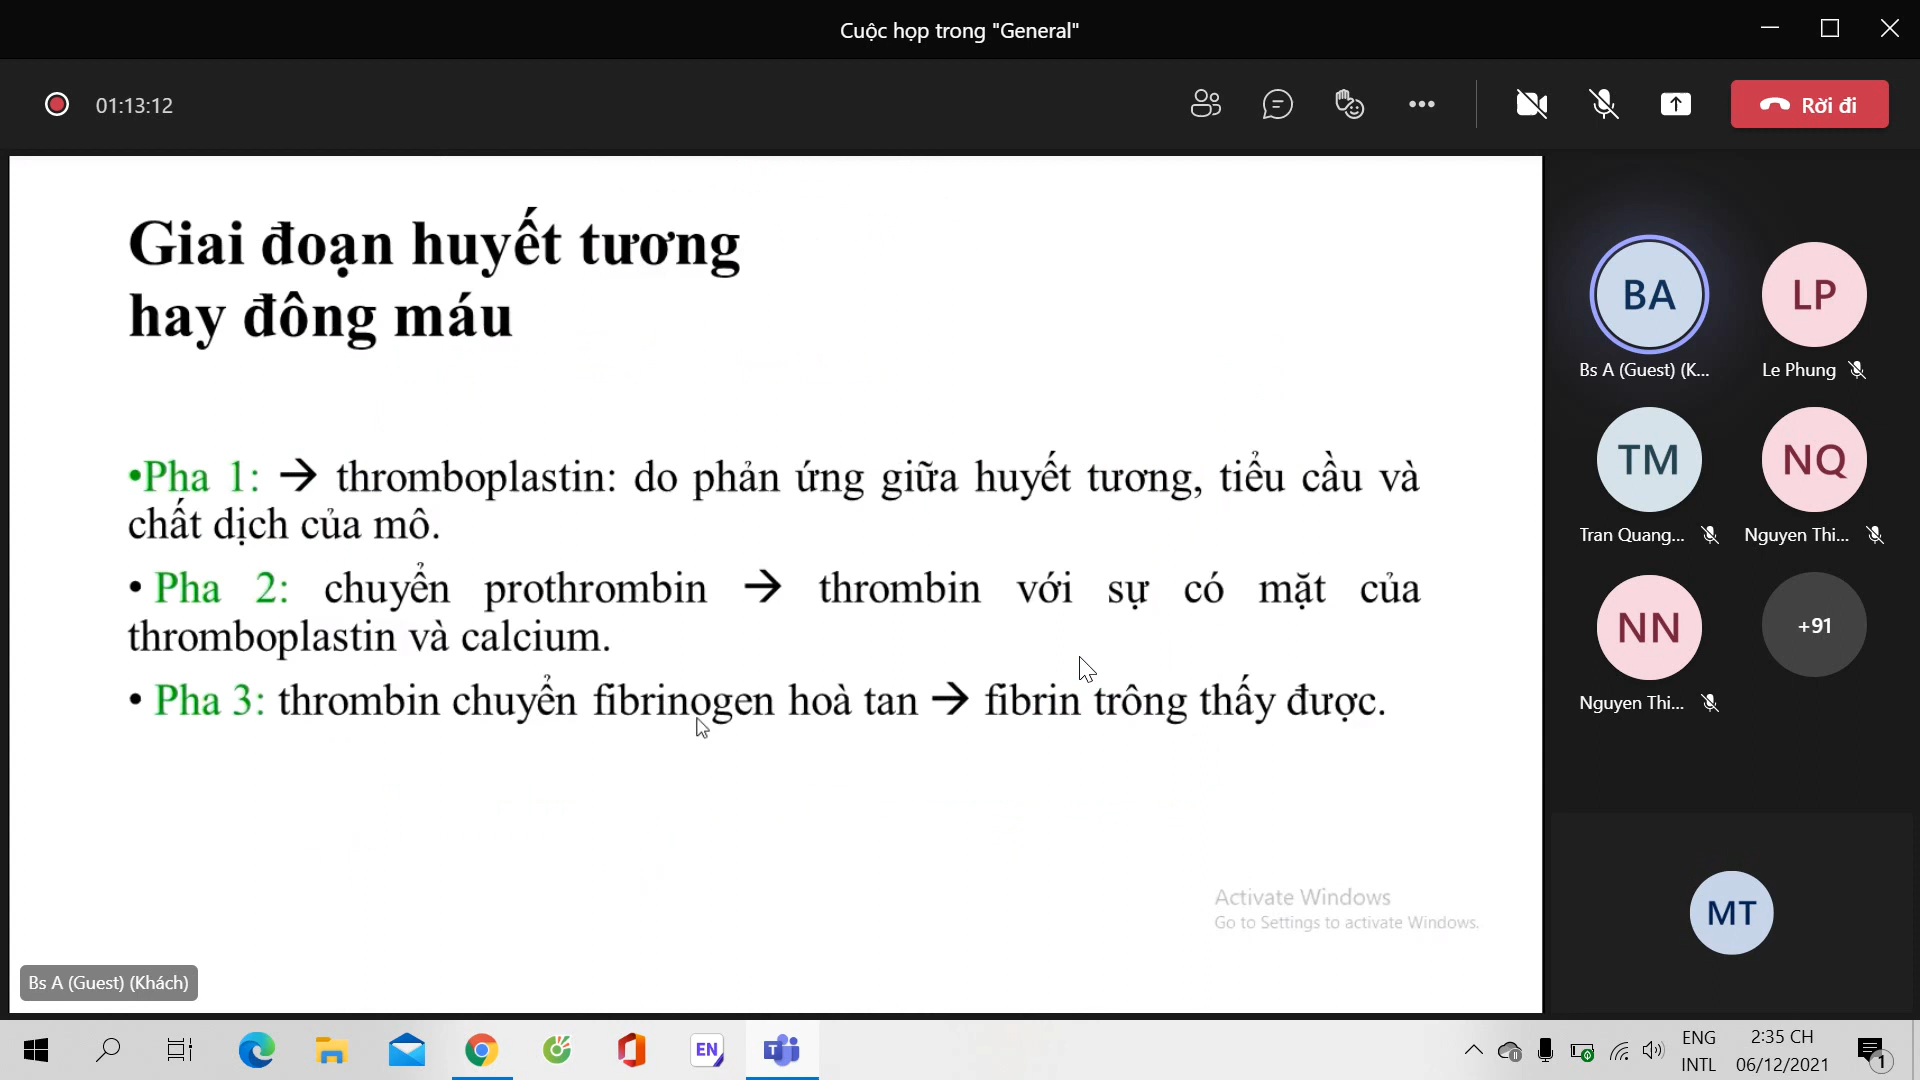 Cuộc họp trong "General"
01:13:12
Rời đi
Giai đoạn huyết tương
hay đông máu
•Pha 1: → thromboplastin: do phản ứng giữa huyết tương, tiểu cầu và
chất dịch của mô.
• Pha 2: chuyển prothrombin → thrombin với sự có mặt của
thromboplastin và calcium.
• Pha 3: thrombin chuyển fibrinogen hoà tan → fibrin trông thấy được.
Activate Windows
Go to Settings to activate Windows.
Bs A (Guest) (Khách)
BA
LP
Bs A (Guest) (K...
Le Phung
TM
NQ
Tran Quang...
Nguyen Thi...
NN
+91
Nguyen Thi...
MT
EN
T
ENG
INTL
2:35 CH
06/12/2021
1